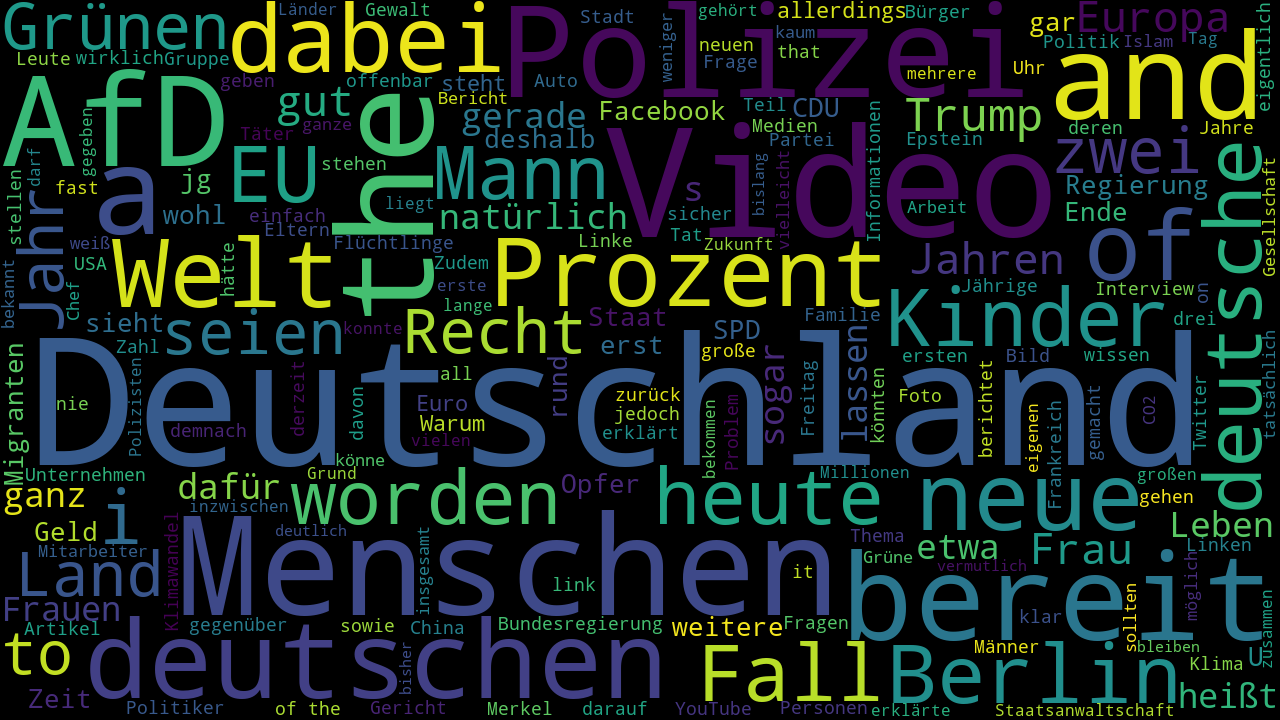 Grünen
dabei
Polizei
and
Länder
Gewalt
Stadt
gehört
allerdings
Bürger
gar
Europa
Leute
wirklich
Gruppe
weniger
neuen
kaum
that
Politik
Islam
Tag
eigentlich
AfD
the
geben
offenbar
steht
Auto
Frage
mehrere
Uhr
gut
Bericht
gerade
Facebook
Teil
CDU
Trump
gegeben
Täter
ganze
deshalb
Medien
Partei
Epstein
deren
Jahre
zwei
EU
stehen
Mann
Video
Informationen
darf
a
jg
fast
stellen
liegt
s
bislang
vielleicht
Regierung
deutsche
Jahr
wohl
einfach
Eltern
natürlich
sicher
Arbeit
Ende
of
Gesellschaft
weiß
Flüchtlinge
Linke
Tat
Zukunft
Welt
hätte
USA
Zudem
Prozent
Jahren
bekannt
chef
erste
lange
Jährige
Interview
on
Kinder
sieht
seien
konnte
Recht
Staat
SPD
Familie
drei
Zahl
erst
große
lassen
ersten
Bild
wissen
Migranten
Deutschland
nie
Polizisten
derzeit
davon
all
rund
sogar
Freitag
könnten
Euro
Warum
vielen
zurück
jedoch
erklärt
bekommen
Problem
Foto
berichtet
eigenen
Frankreich
gemacht
CO2
Twitter
tatsächlich
demnach
könne
Unternehmen
Grund
Opfer
Millionen
großen
ganz
i
dafür
inzwischen
worden
heute
neue
gehen
Geld
deutlich
Thema
etwa
Frau
Leben
Mitarbeiter
Klimawandel
Menschen
insgesamt
link
it
bereit
Grüne
vermutlich
Linken
möglich
Land
Frauen
klar
sollten
zusammen
Artikel
gegenüber
sowie
China
Bundesregierung
weitere
Fragen
to
deutschen
bisher
Fall
Berlin
Männer
bleiben
U
Klima
Zeit
Politiker
of the
Gericht
Merkel
darauf
YouTube
Personen
erklärte
Staatsanwaltschaft
heißt